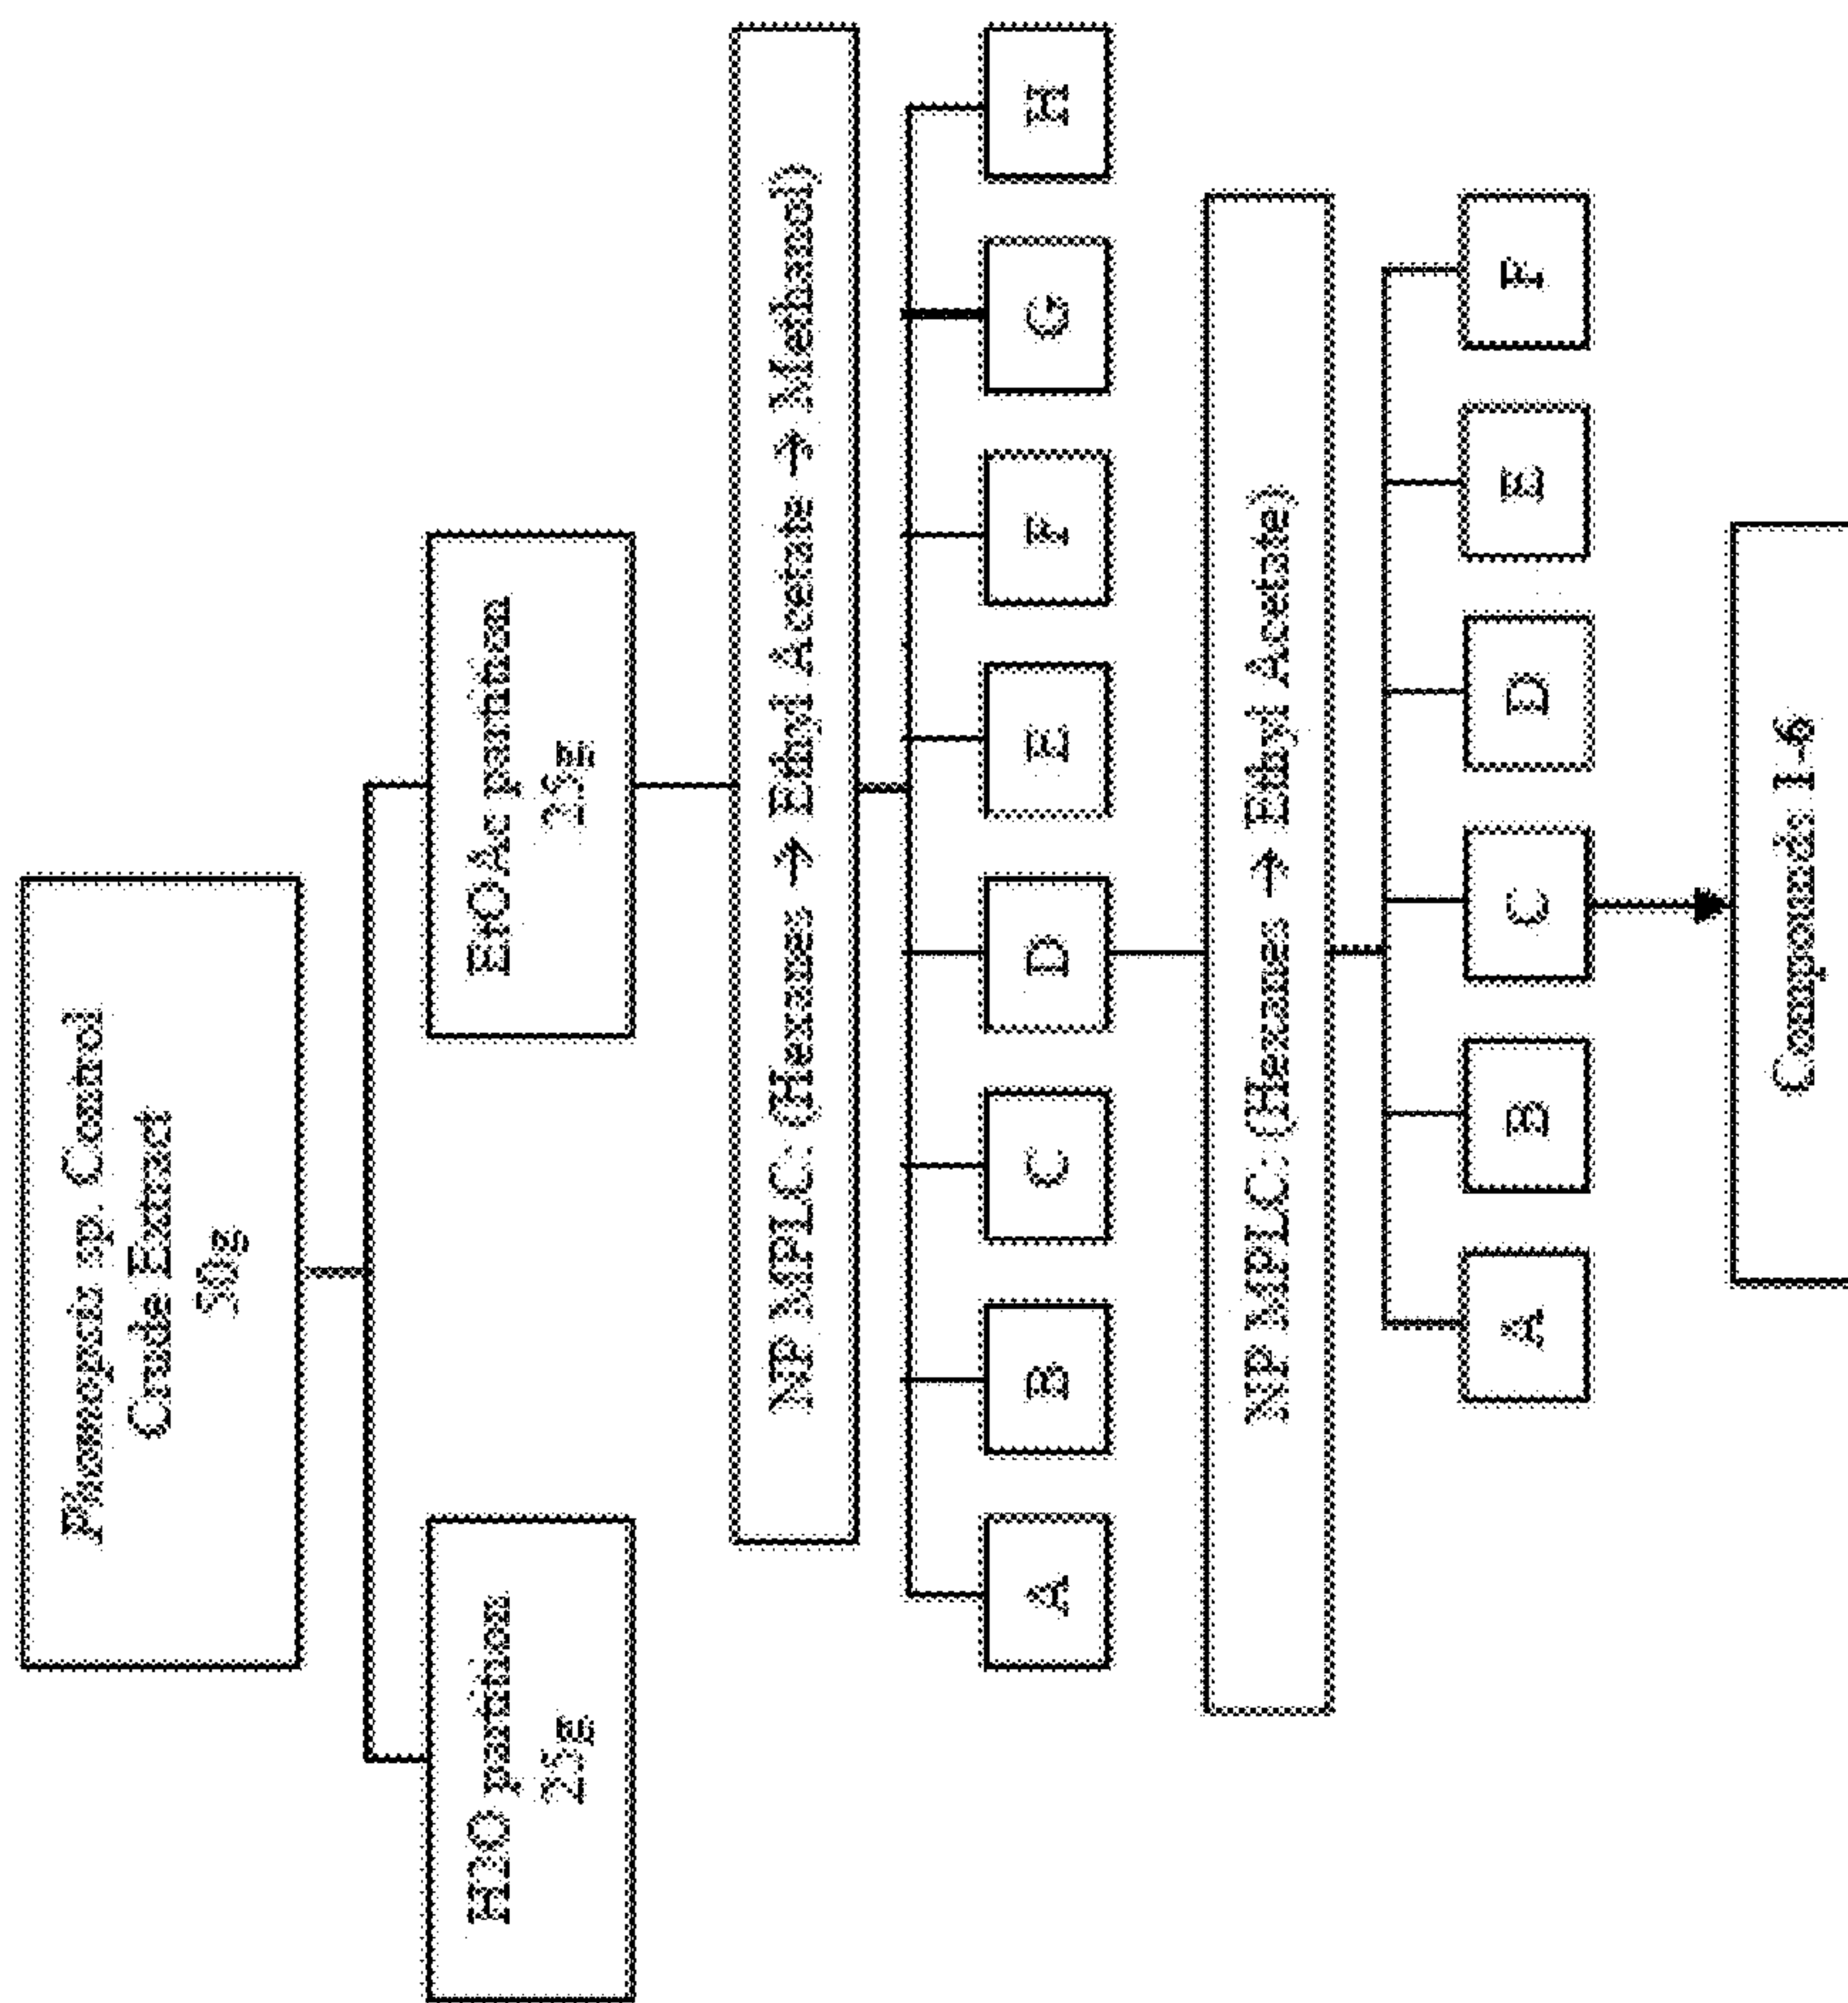 Phomopsis sp. Control
Crude Extract
50g
H2O partition
25g
EtOAc partition
25g
NP MPLC: (Hexanes → Ethyl Acetate → Methanol)
A
B
C
D
E
F
G
H
NP MPLC: (Hexanes → Ethyl Acetate)
A
B
C
D
E
F
Compounds 1-6